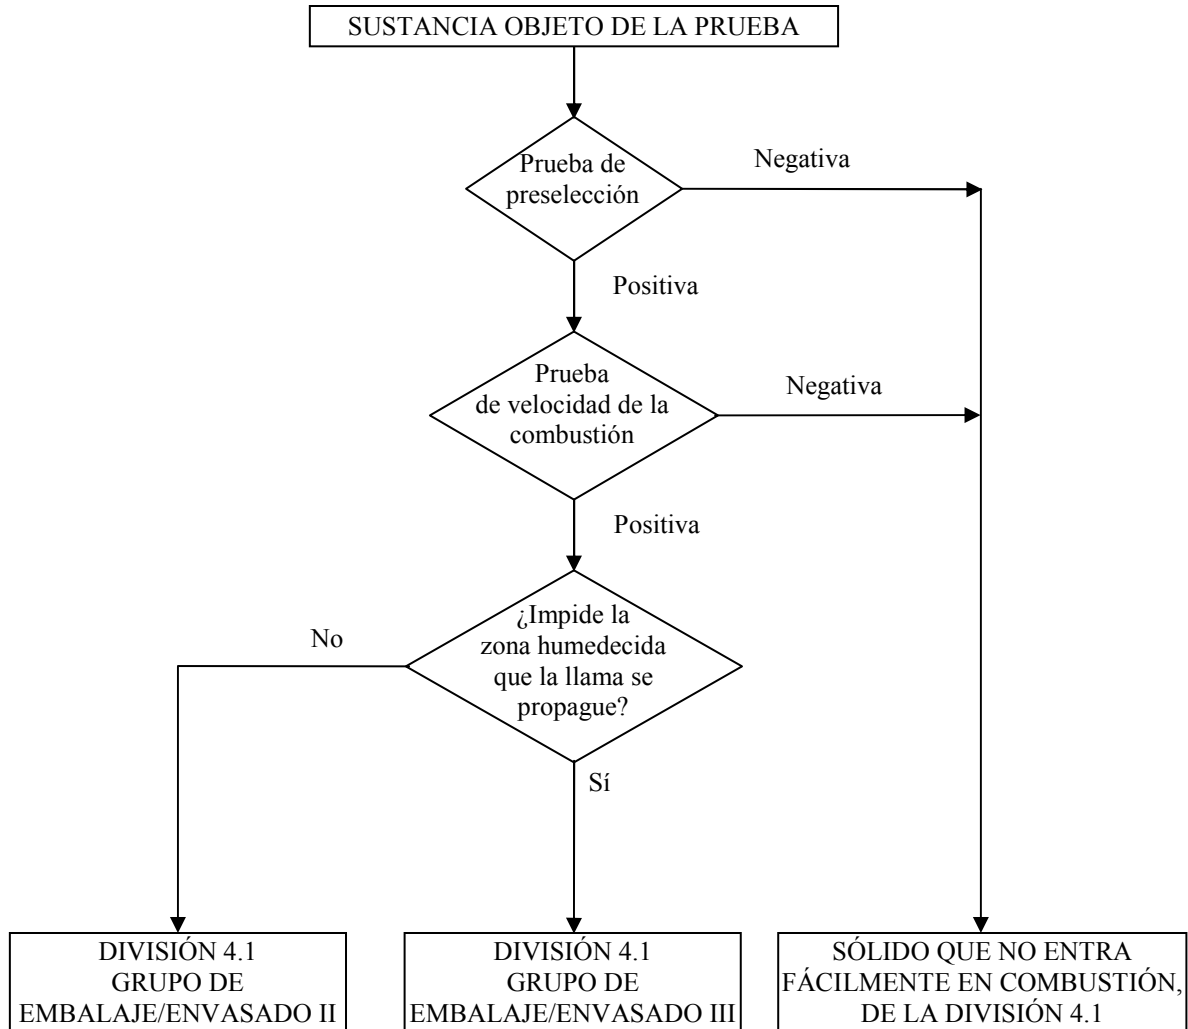 SUSTANCIA OBJETO DE LA PRUEBA
Prueba de
preselección
Negativa
Positiva
Prueba
de velocidad de la
combustión
Negativa
Positiva
¿Impide la
zona humedecida
que la llama se
propague?
No
Sí
DIVISIÓN 4.1
GRUPO DE
EMBALAJE/ENVASADO II
DIVISIÓN 4.1
GRUPO DE
EMBALAJE/ENVASADO III
SÓLIDO QUE NO ENTRA
FÁCILMENTE EN COMBUSTIÓN,
DE LA DIVISIÓN 4.1